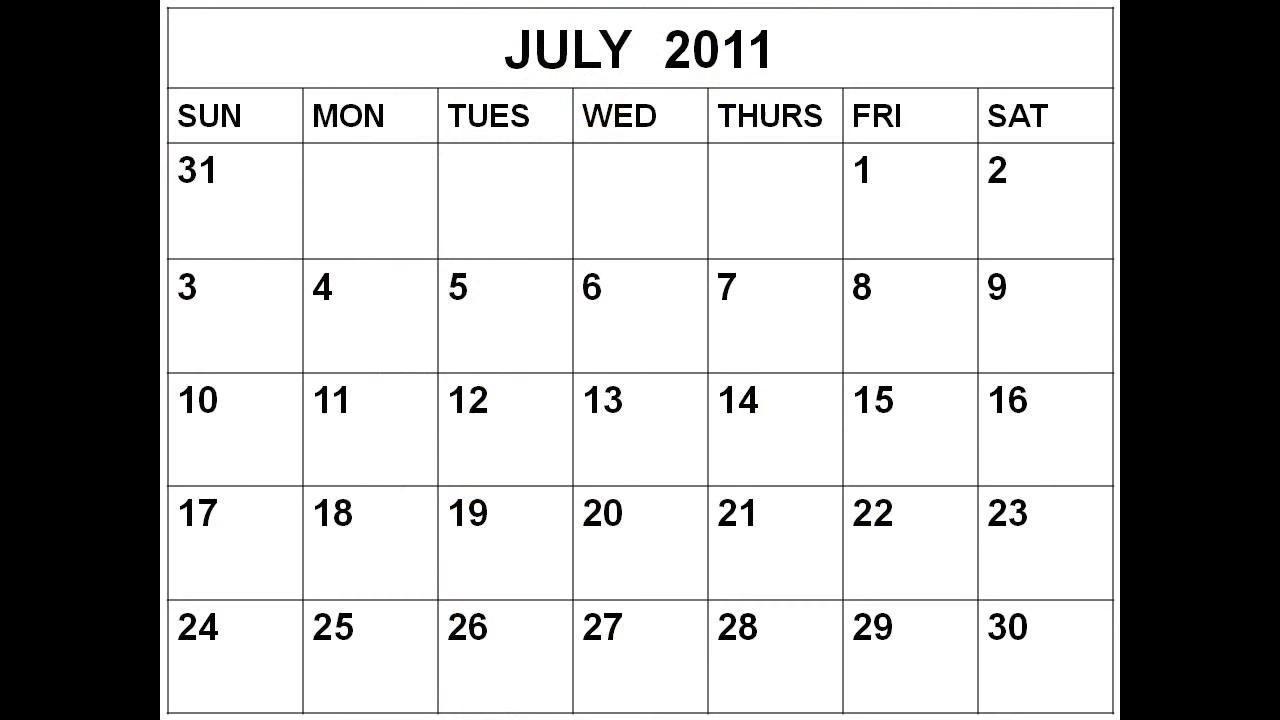 JULY 2011
SUN MON TUES WED THURS FRI SAT
31 1 2
3 4 5 6 7 8 9
10 11 12 13 14 15 16
17 18 19 20 21 22 23
24 25 26 27 28 29 30